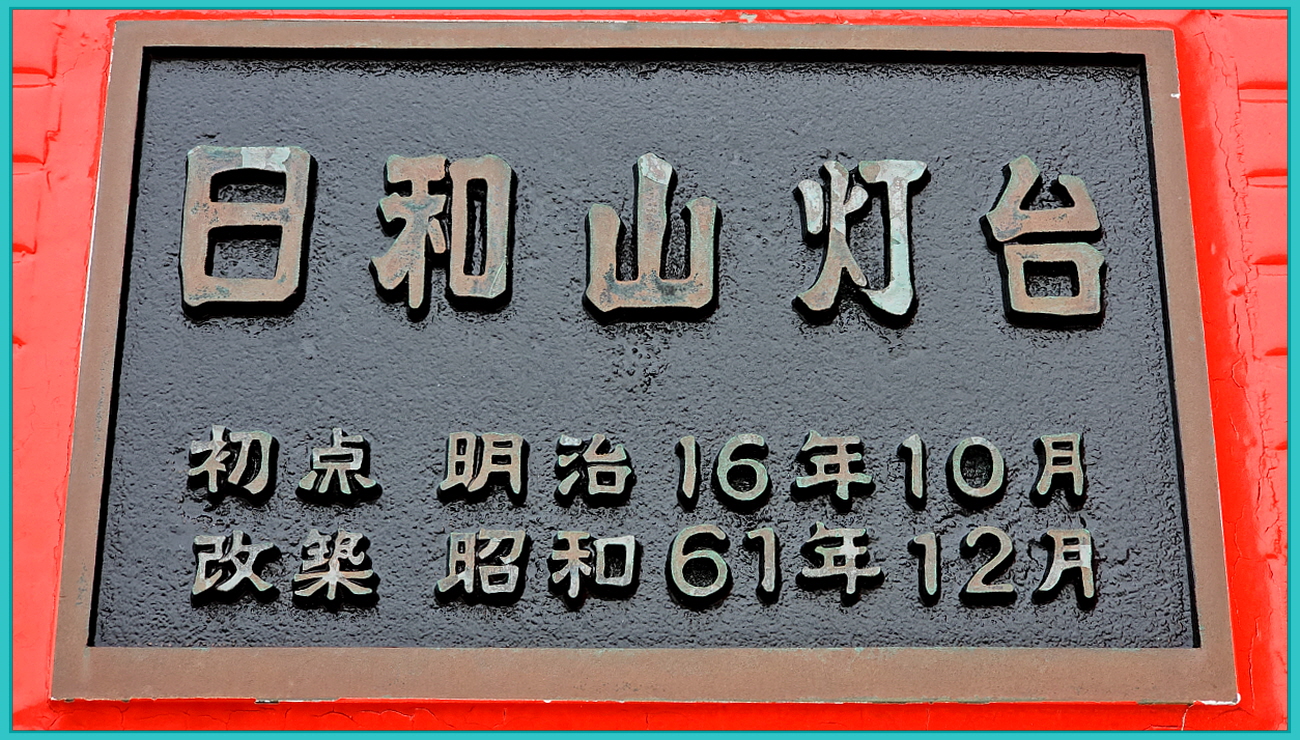 日和山灯台
初点 明治16年10月
改築 昭和61年12月